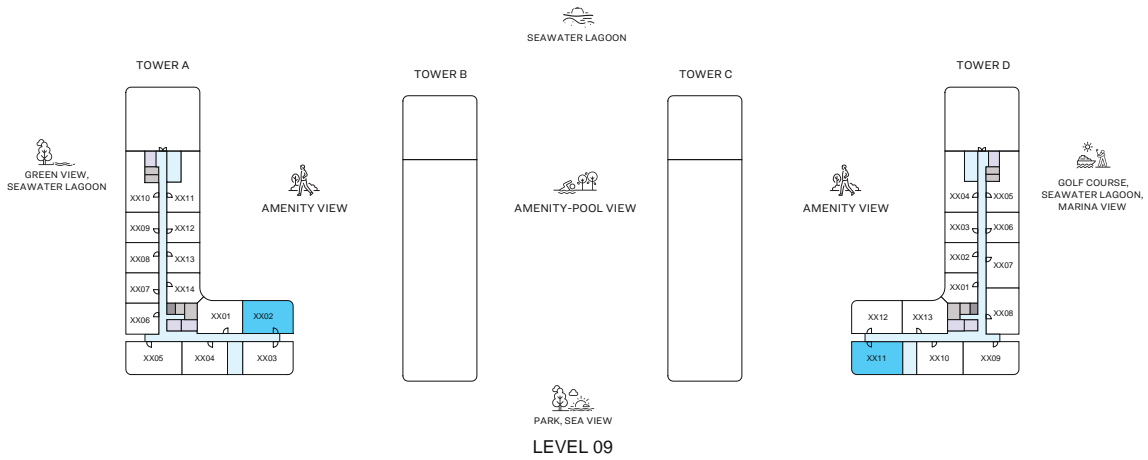 SEAWATER LAGOON
TOWER A
TOWER B
TOWER C
TOWER D
GREEN VIEW,
SEAWATER LAGOON
AMENITY VIEW
AMENITY-POOL VIEW
AMENITY VIEW
GOLF COURSE,
SEAWATER LAGOON,
MARINA VIEW
XX10 XX11
XX09 XX12
XX08 XX13
XX07 XX14
XX06 XX01 XX02
XX05 XX04 XX03
XX04 XX05
XX03 XX06
XX02 XX07
XX01
XX12 XX13 XX08
XX11 XX10 XX09
PARK, SEA VIEW
LEVEL 09